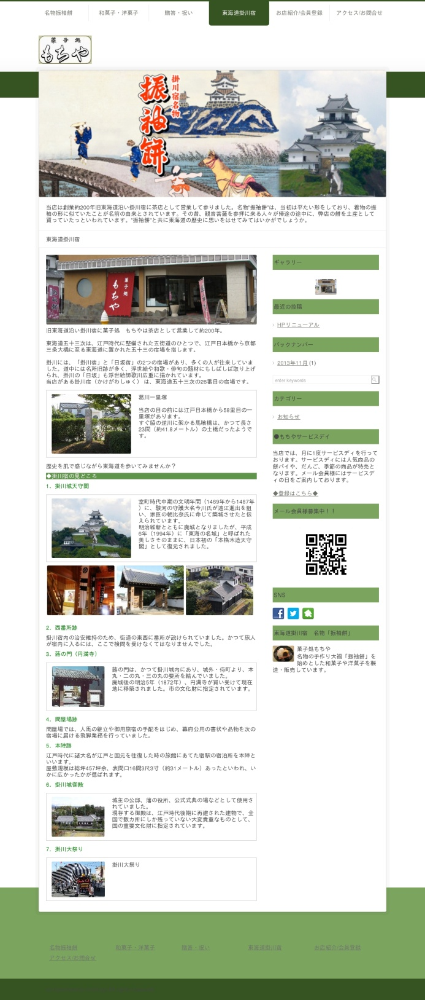 名物振袖餅
和菓子・洋菓子
贈答・祝い
東海道掛川宿
お店紹介/会員登録
アクセス/お問合せ
菓子処
もちや
掛川宿名物
振袖餅
当店は創業約200年旧東海道沿い掛川宿に茶店として営業して参りました。名物"振袖餅"は、当初は平たい形をしており、着物の振
袖の形に似ていたことが名前の由来とされています。その昔、観音菩薩を参拝に来る人々が帰途の途中に、弊店の餅を土産として
買っていたっといわれています。"振袖餅"と共に東海道の歴史に思いをはせてみてはいかがでしょうか。
東海道掛川宿
菓子処
もちや
旧東海道沿い掛川宿に菓子処　もちやは茶店として営業して約200年。
東海道五十三次は、江戸時代に整備された五街道のひとつで、江戸日本橋から京都
三条大橋に至る東海道に置かれた五十三の宿場を指します。
掛川には、「掛川宿」と「日坂宿」の2つの宿場があり、多くの人が往来していま
した。道中には名所旧跡が多く、浮世絵や和歌・俳句の題材にもしばしば取り上げ
られ、掛川の「日坂」も浮世絵師歌川広重に描かれています。
当店がある掛川宿（かけがわしゅく） は、東海道五十三次の26番目の宿場です。
葛川一里塚
当店の目の前には江戸日本橋から58里目の一
里塚があります。
すぐ脇の逆川に架かる馬喰橋は、かつて長さ
23間（約41.8メートル）の土橋だったようで
す。
歴史を肌で感じながら東海道を歩いてみませんか？
◆掛川宿の見どころ
1．掛川城天守閣
室町時代中期の文明年間（1469年から1487年
）に、駿河の守護大名今川氏が遠江進出を狙
い、家臣の朝比奈氏に命じて築城させたと伝
えられています。
明治維新とともに廃城となりましたが、平成
6年（1994年）に「東海の名城」と呼ばれた
美しさそのままに、日本初の「本格木造天守
閣」として復元されました。
2．西番所跡
掛川宿内の治安維持のため、街道の東西に番所が設けられていました。かつて旅人
が宿内に入るには、ここで検問を受けなくてはなりませんでした。
3．蕗の門（円満寺）
蕗の門は、かつて掛川城内にあり、城外・侍町より、本
丸・二の丸・三の丸の要所を結んでいました。
廃城後の明治5年（1872年）、円満寺が買い受けて現在
地に移築されました。市の文化財に指定されています。
4．問屋場跡
問屋場では、人馬の継立や御用旅宿の手配をはじめ、幕府公用の書状や品物を次の
宿場に届ける飛脚業務を行っていました。
5．本陣跡
江戸時代に諸大名が江戸と国元を往復した時の旅館にあてた宿駅の宿泊所を本陣と
いいます。
屋敷規模は総坪457坪余、表間口16間3尺3寸（約31メートル）あったといわれ、い
かに広かったかが偲ばれます。
6．掛川城御殿
城主の公邸、藩の役所、公式式典の場などとして使用さ
れていました。
現存する御殿は、江戸時代後期に再建された建物で、全
国で数カ所にしか残っていない大変貴重なものとして、
国の重要文化財に指定されています。
7．掛川大祭り
掛川大祭り
ギャラリー
最近の投稿
HPリニューアル
バックナンバー
2013年11月 (1)
enter keywords
カテゴリー
お知らせ
●もちやサービスデイ
当店では、月に1度サービスディを行って
おります。サービスディには人気商品の
餅パイや、だんご、季節の商品が特売と
なります。メール会員様にはサービスデ
ィの日をご案内しております。
◆登録はこちら◆
メール会員様募集中！！
SNS
東海道掛川宿　名物「振袖餅」
菓子処もちや
名物の手作り大福「振袖餅」を
始めとした和菓子や洋菓子を製
造・販売しています。
名物振袖餅
和菓子・洋菓子
贈答・祝い
東海道掛川宿
お店紹介/会員登録
アクセス/お問合せ